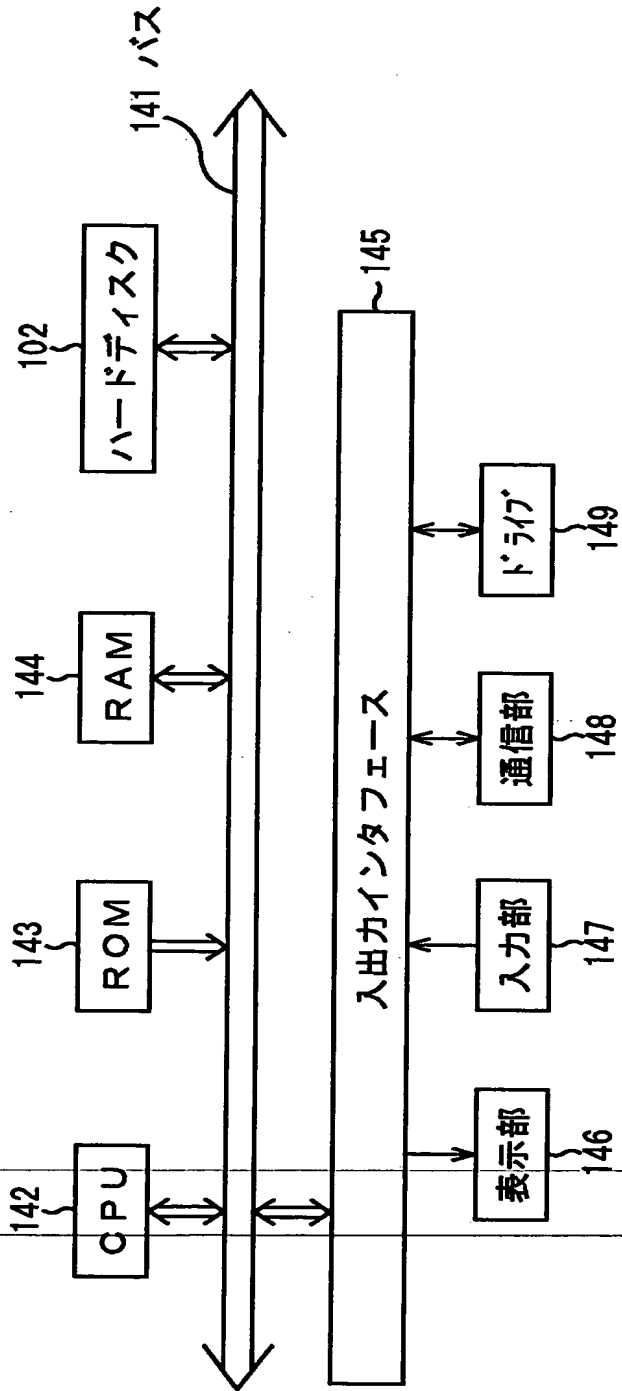 142
CPU
143
ROM
144
RAM
102
ハードディスク
141 バス
入出力インタフェース
145
表示部
146
入力部
147
通信部
148
ドライブ
149